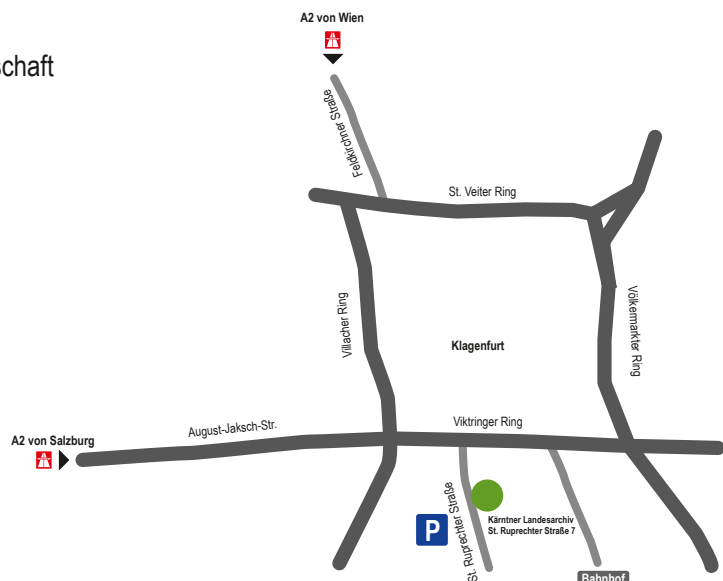 A2 von Wien
schaft
Feldkirchner Straße
St. Veiter Ring
Villacher Ring
Völkermarkter Ring
Klagenfurt
Viktringer Ring
August-Jaksch-Str.
A2 von Salzburg
St. Ruprechter Straße
P
Kärntner Landesarchiv
St. Ruprechter Straße 7
Bahnhof